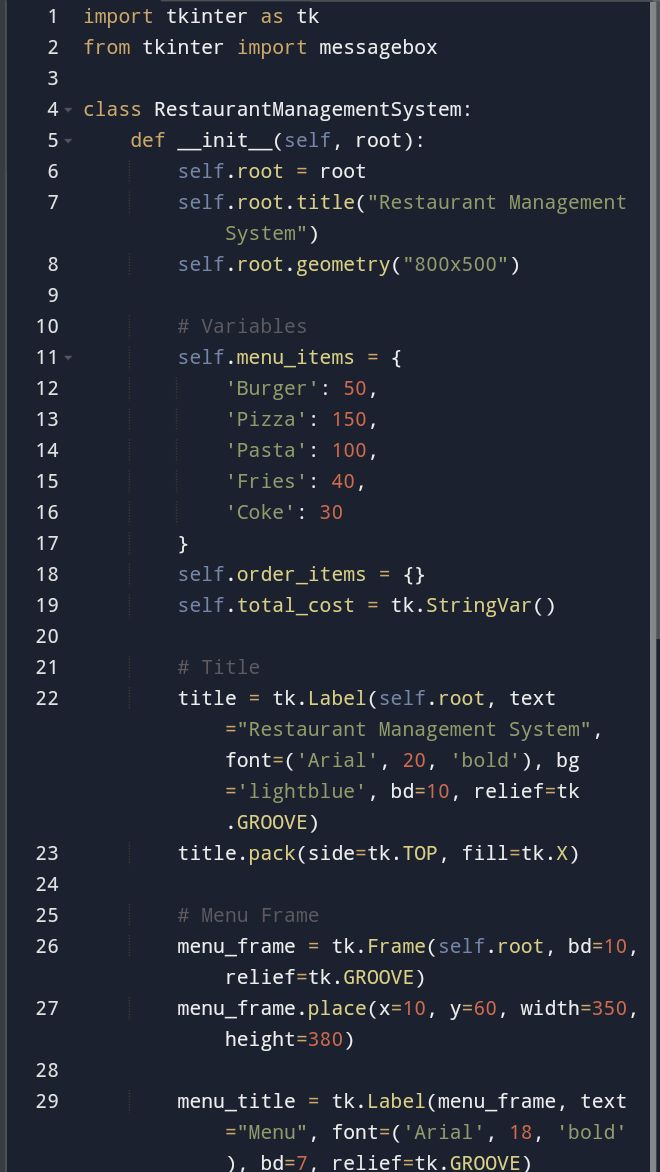 1 import tkinter as tk
2 from tkinter import messagebox
3
4 class RestaurantManagementSystem:
5     def __init__(self, root):
6         self.root = root
7         self.root.title("Restaurant Management
            System")
8         self.root.geometry("800x500")
9
10         # Variables
11         self.menu_items = {
12             'Burger': 50,
13             'Pizza': 150,
14             'Pasta': 100,
15             'Fries': 40,
16             'Coke': 30
17         }
18         self.order_items = {}
19         self.total_cost = tk.StringVar()
20
21         # Title
22         title = tk.Label(self.root, text
            ="Restaurant Management System",
            font=('Arial', 20, 'bold'), bg
            ='lightblue', bd=10, relief=tk
            .GROOVE)
23         title.pack(side=tk.TOP, fill=tk.X)
24
25         # Menu Frame
26         menu_frame = tk.Frame(self.root, bd=10,
            relief=tk.GROOVE)
27         menu_frame.place(x=10, y=60, width=350,
            height=380)
28
29         menu_title = tk.Label(menu_frame, text
            ="Menu", font=('Arial', 18, 'bold'
            ), bd=7, relief=tk.GROOVE)